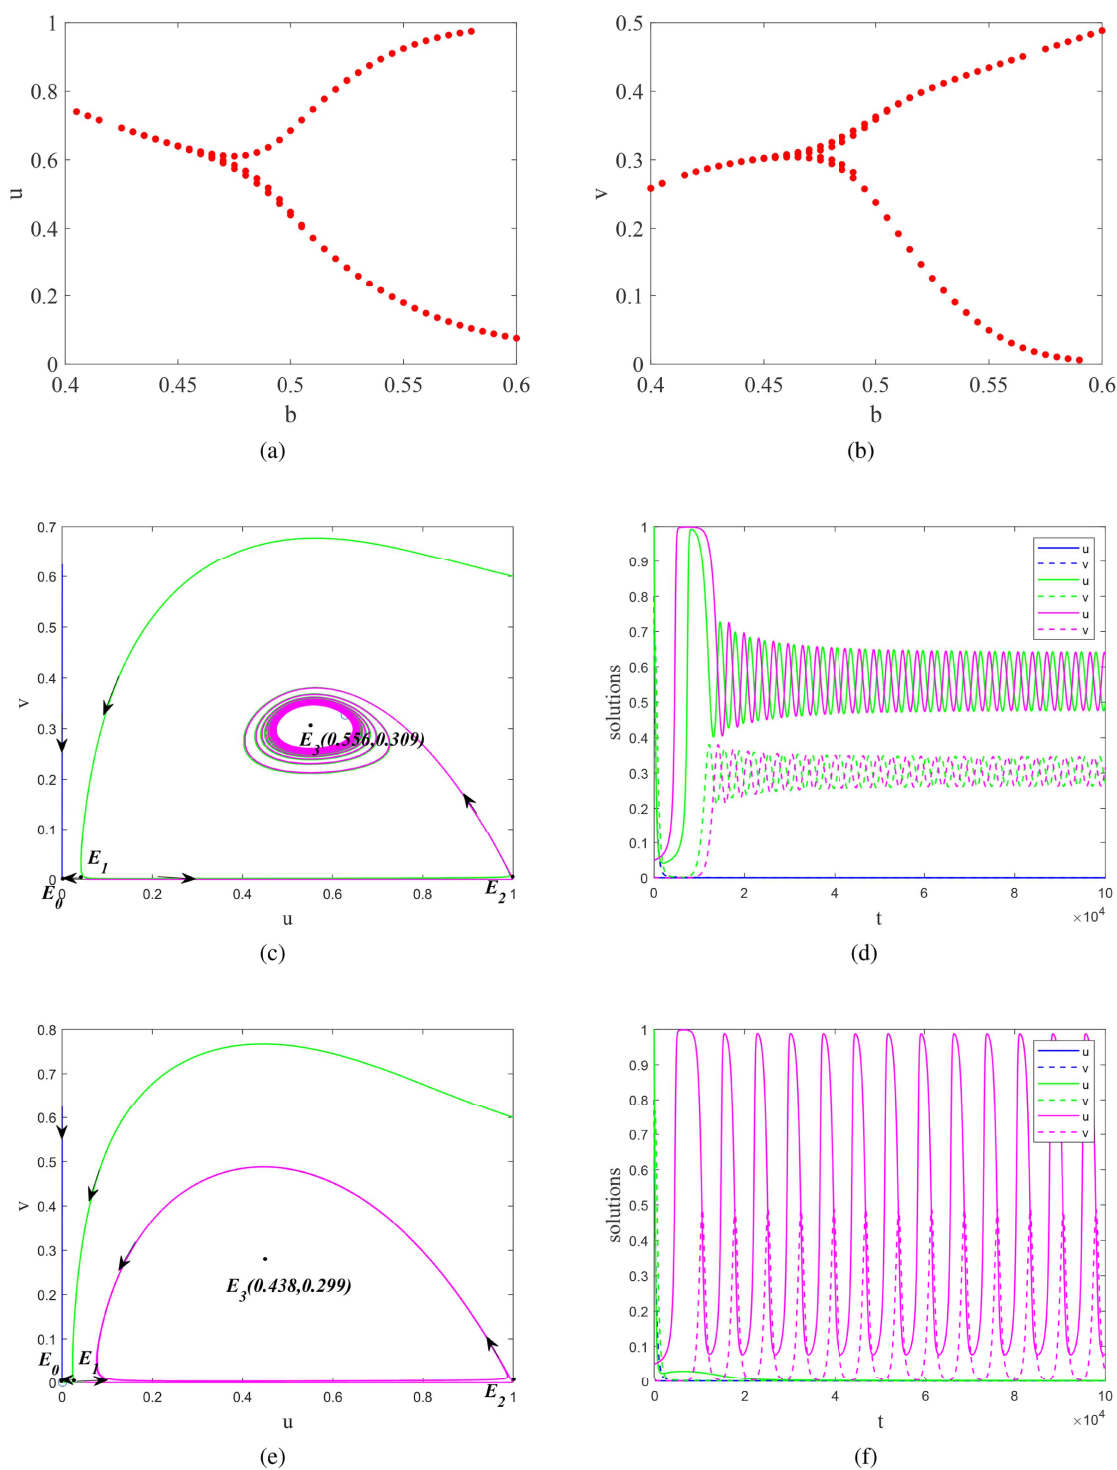 1
0.8
0.6
0.4
0.2
0
u
0.4 0.45 0.5 0.55 0.6
b
(a)
0.5
0.4
0.3
0.2
0.1
0
v
0.4 0.45 0.5 0.55 0.6
b
(b)
0.7
0.6
0.5
0.4
0.3
0.2
0.1
0
v
E3(0.556,0.309)
E1
E0
E2
0 0.2 0.4 0.6 0.8 1
u
(c)
1
0.9
0.8
0.7
0.6
0.5
0.4
0.3
0.2
0.1
0
solutions
u
v
u
v
u
v
0 2 4 6 8 10
t
×10^4
(d)
0.8
0.7
0.6
0.5
0.4
0.3
0.2
0.1
0
v
E3(0.438,0.299)
E0
E1
E2
0 0.2 0.4 0.6 0.8 1
u
(e)
1
0.9
0.8
0.7
0.6
0.5
0.4
0.3
0.2
0.1
0
solutions
u
v
u
v
u
v
0 2 4 6 8 10
t
×10^4
(f)